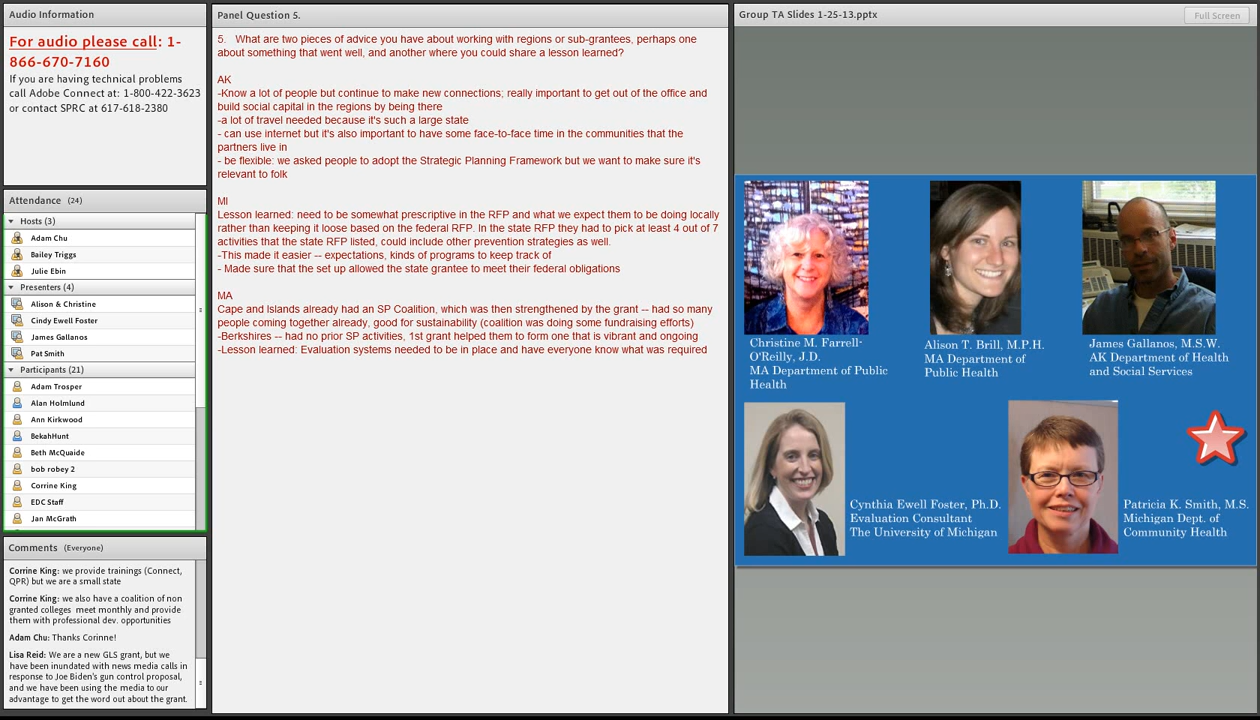 Audio Information
For audio please call: 1-
866-670-7160
If you are having technical problems
call Adobe Connect at: 1-800-422-3623
or contact SPRC at 617-618-2380
Attendance (24)
Hosts (3)
Adam Chu
Bailey Triggs
Julie Ebin
Presenters (4)
Alison & Christine
Cindy Ewell Foster
James Gallanos
Pat Smith
Participants (21)
Adam Trosper
Alan Holmlund
Ann Kirkwood
BekahHunt
Beth McQuaide
bob robey 2
Corrine King
EDC Staff
Jan McGrath
Comments (Everyone)
Corrine King: we provide trainings (Connect,
QPR) but we are a small state
Corrine King: we also have a coalition of non
granted colleges meet monthly and provide
them with professional dev. opportunities
Adam Chu: Thanks Corinne!
Lisa Reid: We are a new GLS grant, but we
have been inundated with news media calls in
response to Joe Biden's gun control proposal,
and we have been using the media to our
advantage to get the word out about the grant.
Panel Question 5.
5. What are two pieces of advice you have about working with regions or sub-grantees, perhaps one
about something that went well, and another where you could share a lesson learned?
AK
-Know a lot of people but continue to make new connections; really important to get out of the office and
build social capital in the regions by being there
-a lot of travel needed because it's such a large state
- can use internet but it's also important to have some face-to-face time in the communities that the
partners live in
- be flexible: we asked people to adopt the Strategic Planning Framework but we want to make sure it's
relevant to folk
MI
Lesson learned: need to be somewhat prescriptive in the RFP and what we expect them to be doing locally
rather than keeping it loose based on the federal RFP. In the state RFP they had to pick at least 4 out of 7
activities that the state RFP listed, could include other prevention strategies as well.
-This made it easier -- expectations, kinds of programs to keep track of
- Made sure that the set up allowed the state grantee to meet their federal obligations
MA
Cape and Islands already had an SP Coalition, which was then strengthened by the grant -- had so many
people coming together already, good for sustainability (coalition was doing some fundraising efforts)
-Berkshires -- had no prior SP activities, 1st grant helped them to form one that is vibrant and ongoing
-Lesson learned: Evaluation systems needed to be in place and have everyone know what was required
Group TA Slides 1-25-13.pptx
Full Screen
Christine M. Farrell-
O'Reilly, J.D.
MA Department of Public
Health
Alison T. Brill, M.P.H.
MA Department of
Public Health
James Gallanos, M.S.W.
AK Department of Health
and Social Services
Cynthia Ewell Foster, Ph.D.
Evaluation Consultant
The University of Michigan
Patricia K. Smith, M.S.
Michigan Dept. of
Community Health